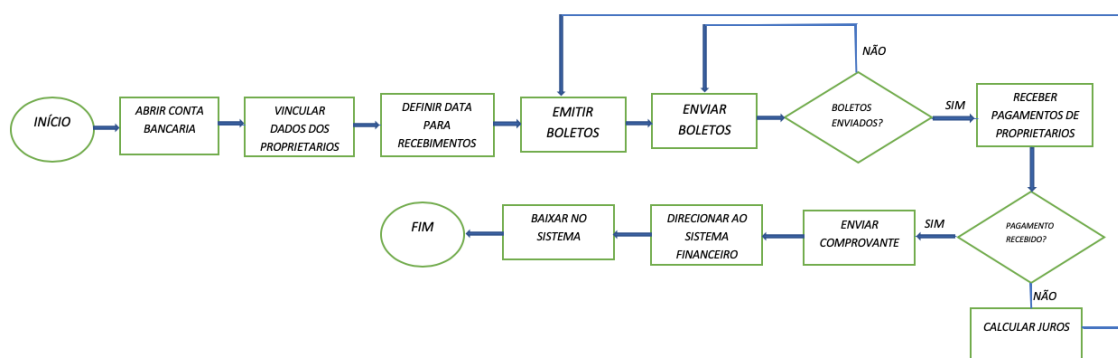 NÃO
INÍCIO
ABRIR CONTA
BANCARIA
VINCULAR
DADOS DOS
PROPRIETARIOS
DEFINIR DATA
PARA
RECEBIMENTOS
EMITIR
BOLETOS
ENVIAR
BOLETOS
BOLETOS
ENVIADOS?
SIM
RECEBER
PAGAMENTOS DE
PROPRIETARIOS
FIM
BAIXAR NO
SISTEMA
DIRECIONAR AO
SISTEMA
FINANCEIRO
ENVIAR
COMPROVANTE
SIM
PAGAMENTO
RECEBIDO?
NÃO
CALCULAR JUROS